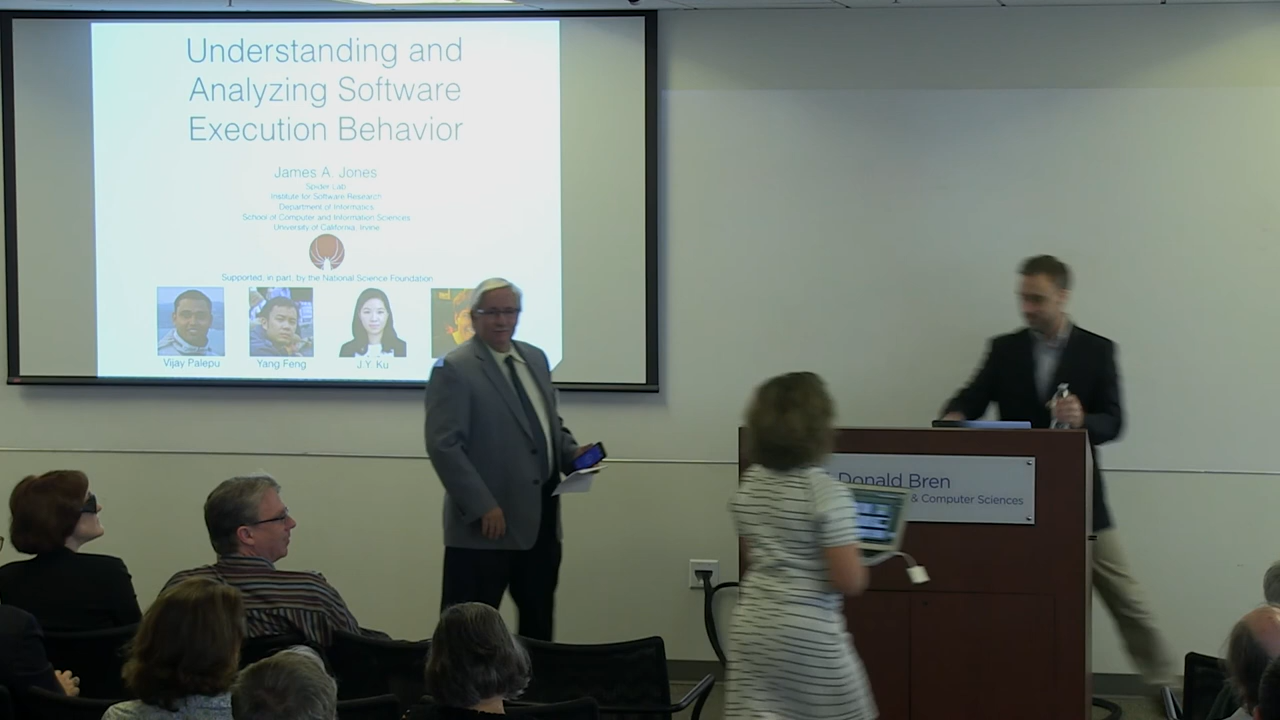 Understanding and
Analyzing Software
Execution Behavior
James A. Jones
Spider Lab
Institute for Software Research
Department of Informatics
School of Computer and Information Sciences
University of California, Irvine
Supported, in part, by the National Science Foundation
Vijay Palepu
Yang Feng
J.Y. Ku
Donald Bren
& Computer Sciences